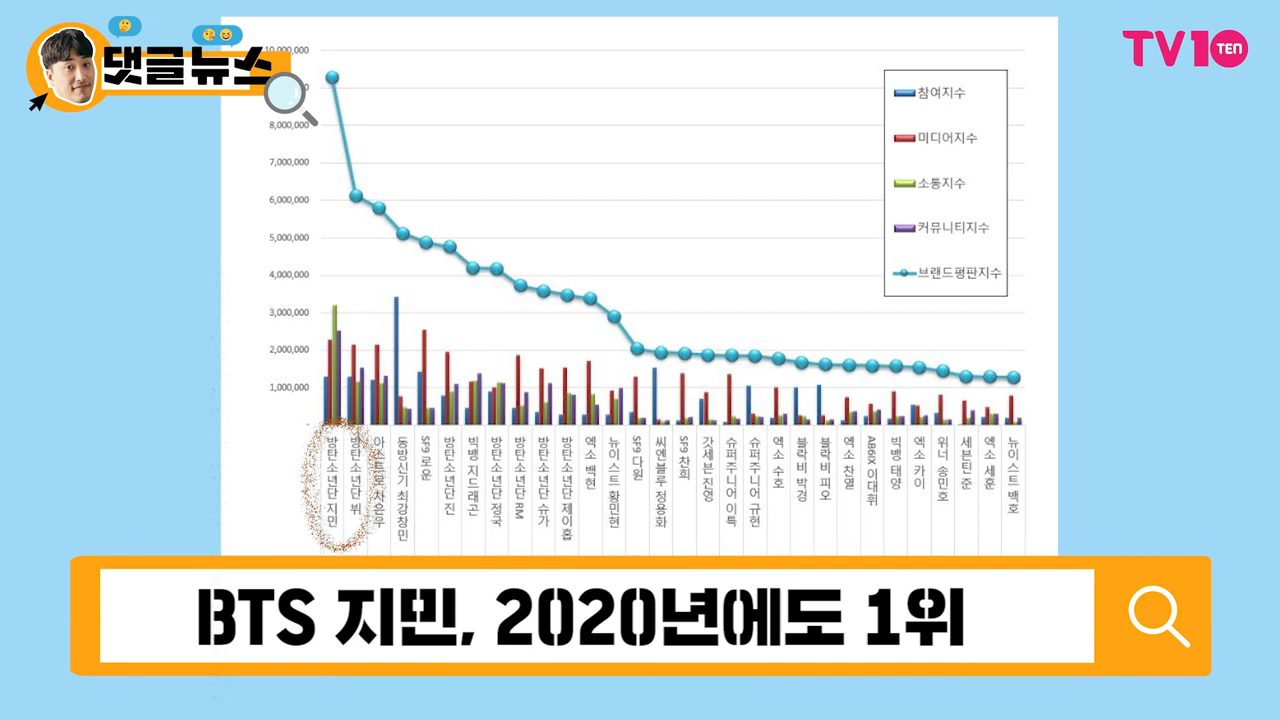 댓글뉴스
TV10
TEN
10,000,000
8,000,000
7,000,000
6,000,000
5,000,000
4,000,000
3,000,000
2,000,000
1,000,000
-
참여지수
미디어지수
소통지수
커뮤니티지수
브랜드평판지수
방탄소년단 지민
방탄소년단 뷔
아스트로 차은우
동방신기 최강창민
SF9 로운
방탄소년단 진
빅뱅 지드래곤
방탄소년단 정국
방탄소년단 RM
방탄소년단 슈가
방탄소년단 제이홉
엑소 백현
뉴이스트 황민현
SF9 다원
씨엔블루 정용화
SF9 찬희
갓세븐 진영
슈퍼주니어 이특
슈퍼주니어 규현
엑소 수호
블락비 박경
블락비 피오
엑소 찬열
AB6IX 이대휘
빅뱅 태양
엑소 카이
위너 송민호
세븐틴 준
엑소 세훈
뉴이스트 백호
BTS 지민, 2020년에도 1위